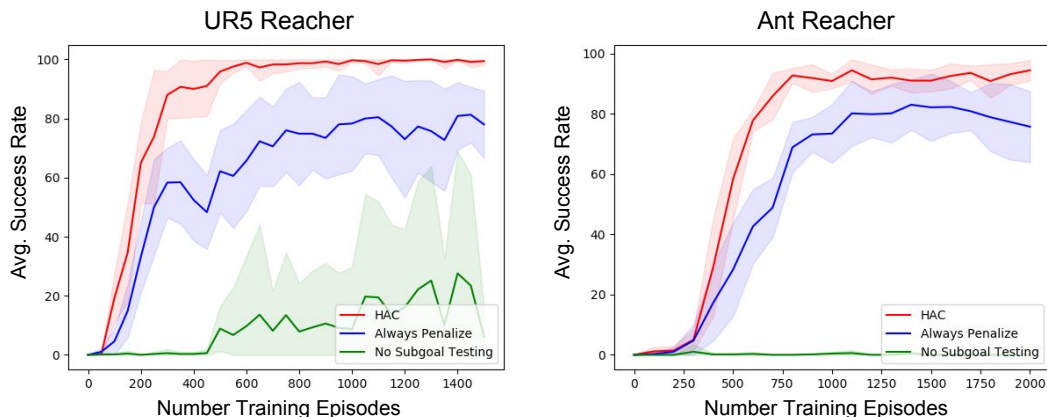 UR5 Reacher
Avg. Success Rate
100
80
60
40
20
0
0 200 400 600 800 1000 1200 1400
Number Training Episodes
HAC
Always Penalize
No Subgoal Testing
Ant Reacher
Avg. Success Rate
100
80
60
40
20
0
0 250 500 750 1000 1250 1500 1750 2000
Number Training Episodes
HAC
Always Penalize
No Subgoal Testing